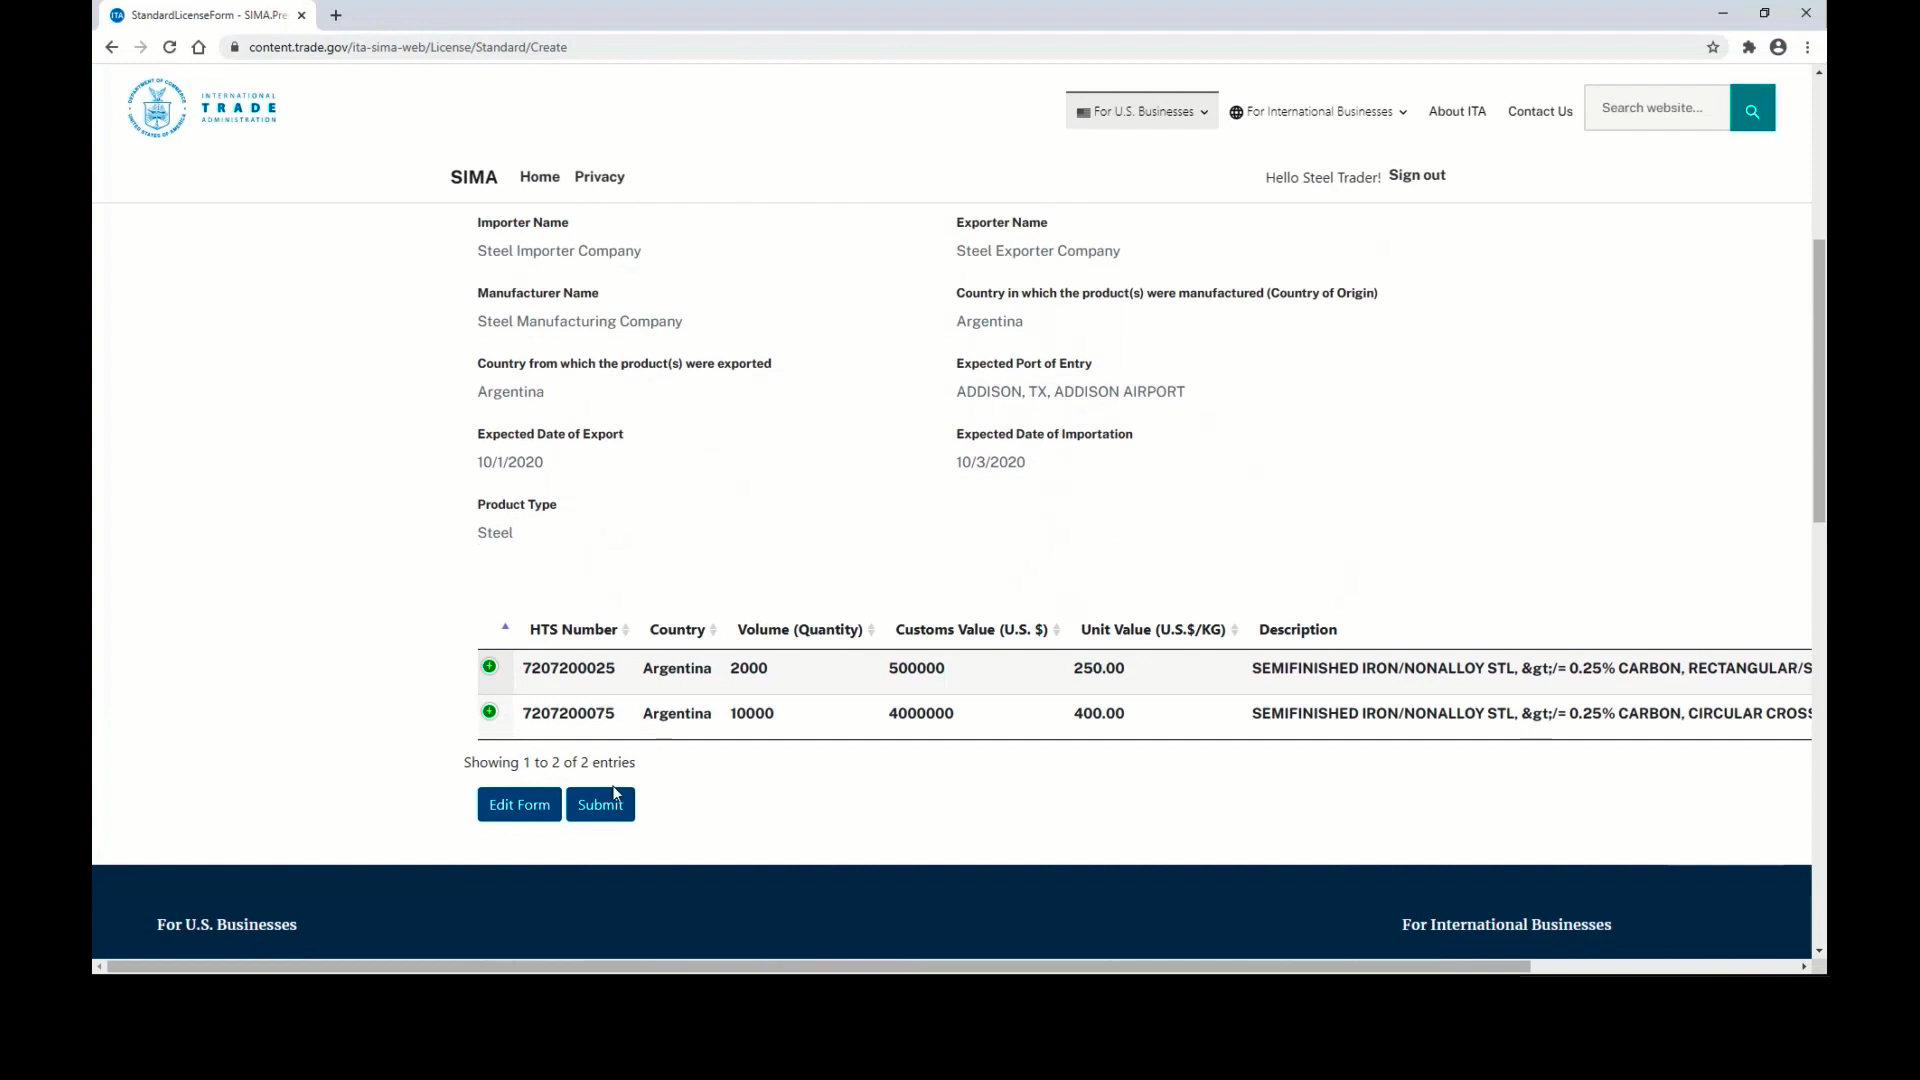 StandardLicenseForm - SIMA.Pre
content.trade.gov/ita-sima-web/License/Standard/Create
INTERNATIONAL
TRADE
ADMINISTRATION
For U.S. Businesses
For International Businesses
About ITA
Contact Us
Search website...
SIMA
Home
Privacy
Hello Steel Trader!
Sign out
Importer Name
Exporter Name
Steel Importer Company
Steel Exporter Company
Manufacturer Name
Country in which the product(s) were manufactured (Country of Origin)
Steel Manufacturing Company
Argentina
Country from which the product(s) were exported
Expected Port of Entry
Argentina
ADDISON, TX, ADDISON AIRPORT
Expected Date of Export
Expected Date of Importation
10/1/2020
10/3/2020
Product Type
Steel
HTS Number Country Volume (Quantity) Customs Value (U.S. $) Unit Value (U.S.$/KG) Description
7207200025 Argentina 2000 500000 250.00 SEMIFINISHED IRON/NONALLOY STL, &gt;/= 0.25% CARBON, RECTANGULAR/S
7207200075 Argentina 10000 4000000 400.00 SEMIFINISHED IRON/NONALLOY STL, &gt;/= 0.25% CARBON, CIRCULAR CROSS
Showing 1 to 2 of 2 entries
Edit Form
Submit
For U.S. Businesses
For International Businesses